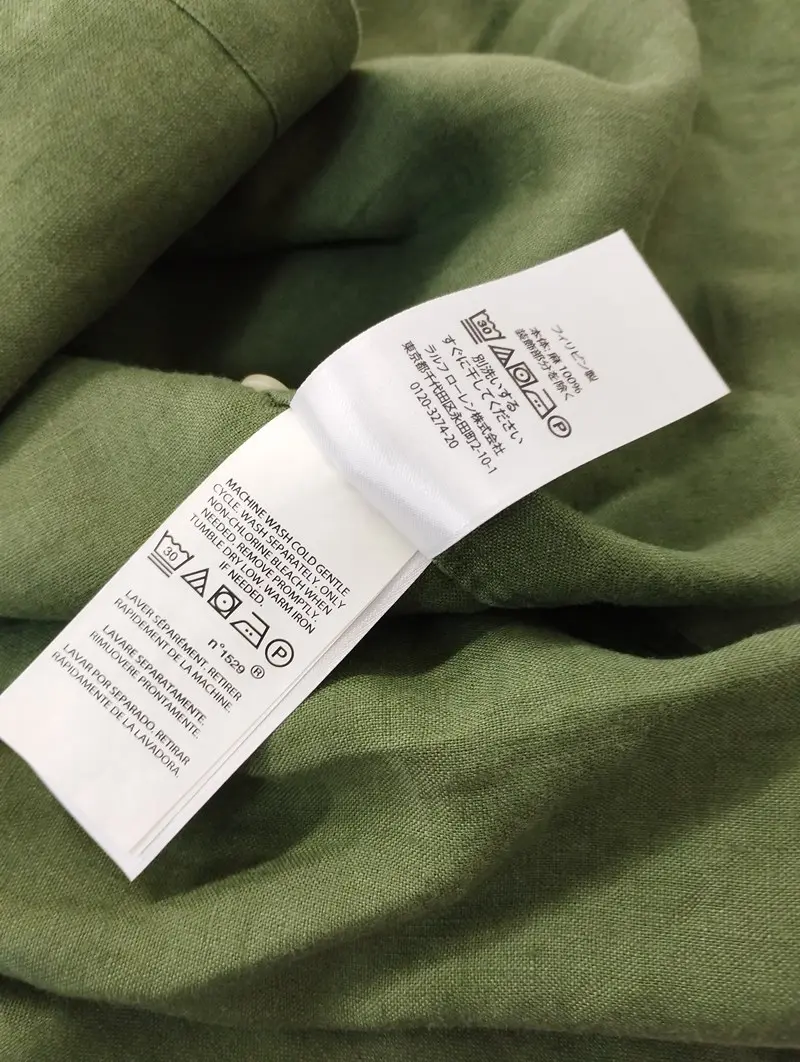 フィリピン製
本体: 麻 100%
装飾部分を除く
30 P
別洗いする
すぐに干してください
ラルフ ローレン株式会社
東京都千代田区永田町2-10-1
0120-3274-20
MACHINE WASH COLD GENTLE
CYCLE. WASH SEPARATELY. ONLY
NON-CHLORINE BLEACH WHEN
NEEDED. REMOVE PROMPTLY.
TUMBLE DRY LOW. WARM IRON
IF NEEDED.
30 P
n°1529 ®
LAVER SÉPARÉMENT. RETIRER
RAPIDEMENT DE LA MACHINE.
LAVARE SEPARATAMENTE.
RIMUOVERE PRONTAMENTE.
LAVAR POR SEPARADO. RETIRAR
RÁPIDAMENTE DE LA LAVADORA.